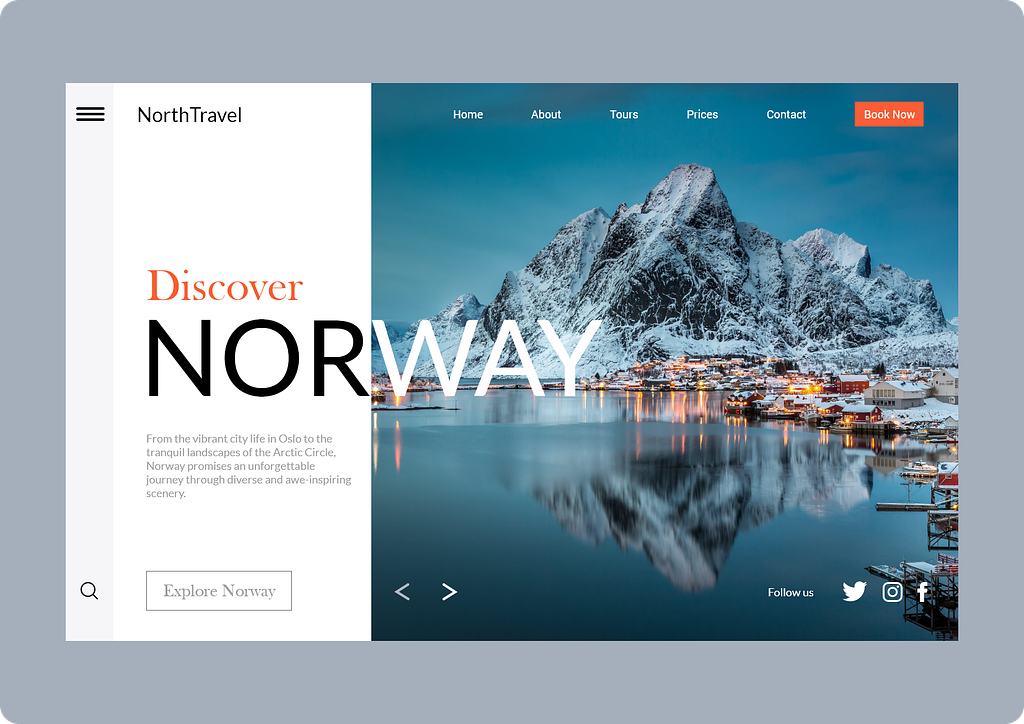 NorthTravel
Home About Tours Prices Contact Book Now
Discover
NORWAY
From the vibrant city life in Oslo to the
tranquil landscapes of the Arctic Circle,
Norway promises an unforgettable
journey through diverse and awe-inspiring
scenery.
Explore Norway
Follow us